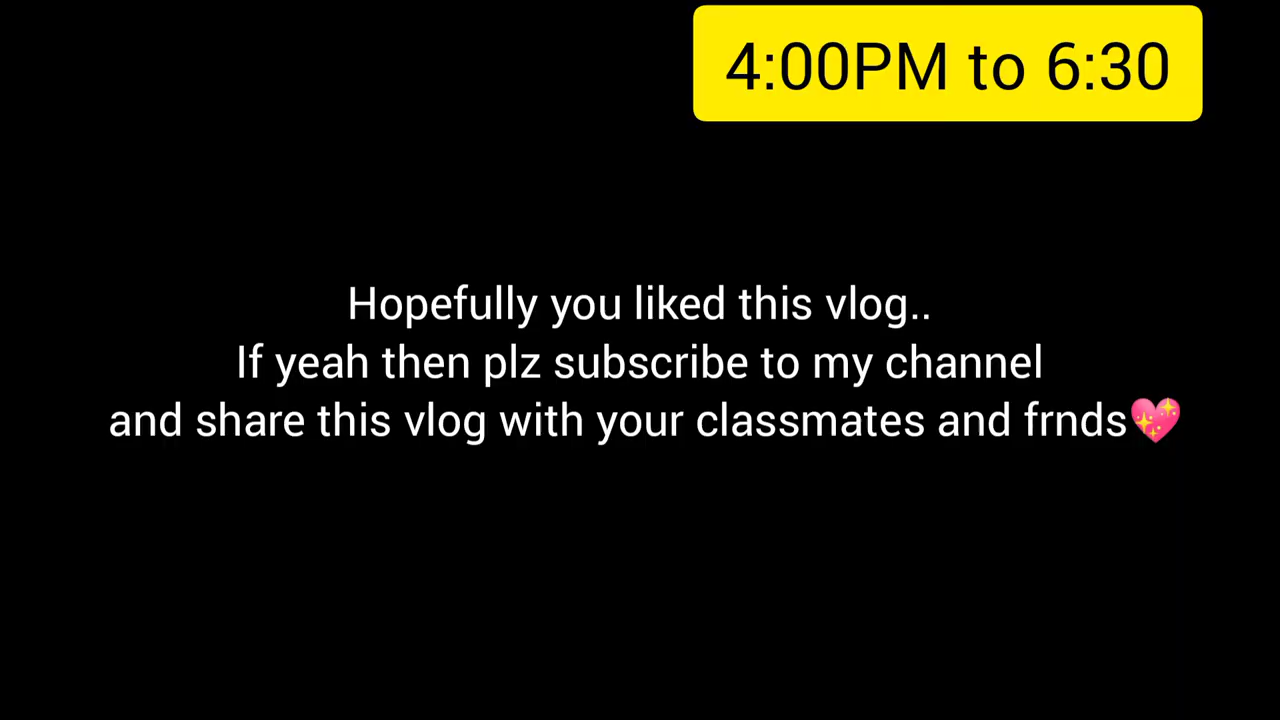 4:00PM to 6:30
Hopefully you liked this vlog..
If yeah then plz subscribe to my channel
and share this vlog with your classmates and frnds💖